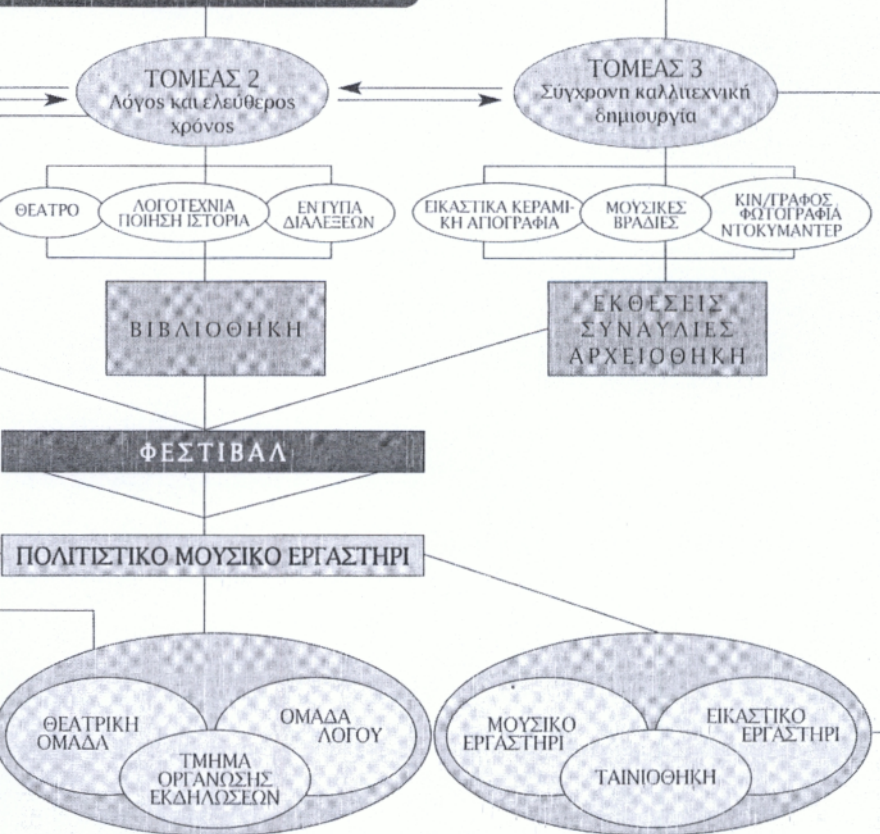 ΤΟΜΕΑΣ 2
Λόγος και ελεύθερος
χρόνος
ΤΟΜΕΑΣ 3
Σύγχρονη καλλιτεχνική
δημιουργία
ΘΕΑΤΡΟ
ΛΟΓΟΤΕΧΝΙΑ
ΠΟΙΗΣΗ ΙΣΤΟΡΙΑ
ΕΝΤΥΠΑ
ΔΙΑΛΕΞΕΩΝ
ΕΙΚΑΣΤΙΚΑ ΚΕΡΑΜΙ-
ΚΗ ΑΓΙΟΓΡΑΦΙΑ
ΜΟΥΣΙΚΕΣ
ΒΡΑΔΙΕΣ
ΚΙΝ/ΓΡΑΦΟΣ
ΦΩΤΟΓΡΑΦΙΑ
ΝΤΟΚΥΜΑΝΤΕΡ
ΒΙΒΛΙΟΘΗΚΗ
ΕΚΘΕΣΕΙΣ
ΣΥΝΑΥΛΙΕΣ
ΑΡΧΕΙΟΘΗΚΗ
ΦΕΣΤΙΒΑΛ
ΠΟΛΙΤΙΣΤΙΚΟ ΜΟΥΣΙΚΟ ΕΡΓΑΣΤΗΡΙ
ΘΕΑΤΡΙΚΗ
ΟΜΑΔΑ
ΟΜΑΔΑ
ΛΟΓΟΥ
ΤΜΗΜΑ
ΟΡΓΑΝΩΣΗΣ
ΕΚΔΗΛΩΣΕΩΝ
ΜΟΥΣΙΚΟ
ΕΡΓΑΣΤΗΡΙ
ΕΙΚΑΣΤΙΚΟ
ΕΡΓΑΣΤΗΡΙ
ΤΑΙΝΙΟΘΗΚΗ